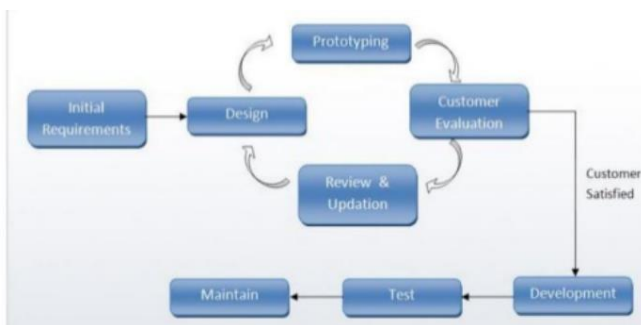 Prototyping
Initial
Requirements
Design
Customer
Evaluation
Review &
Updation
Customer
Satisfied
Maintain
Test
Development